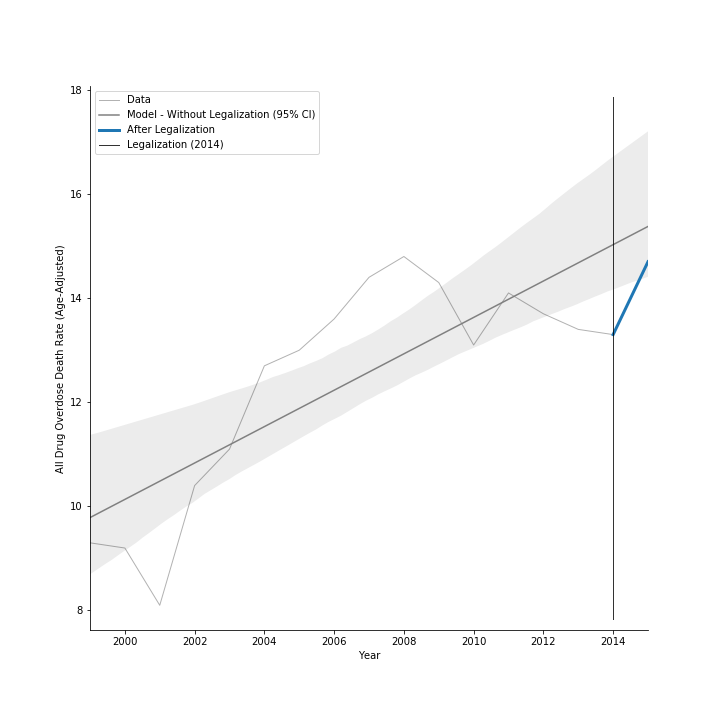 18
16
14
12
10
8
All Drug Overdose Death Rate (Age-Adjusted)
Data
Model - Without Legalization (95% CI)
After Legalization
Legalization (2014)
2000 2002 2004 2006 2008 2010 2012 2014
Year